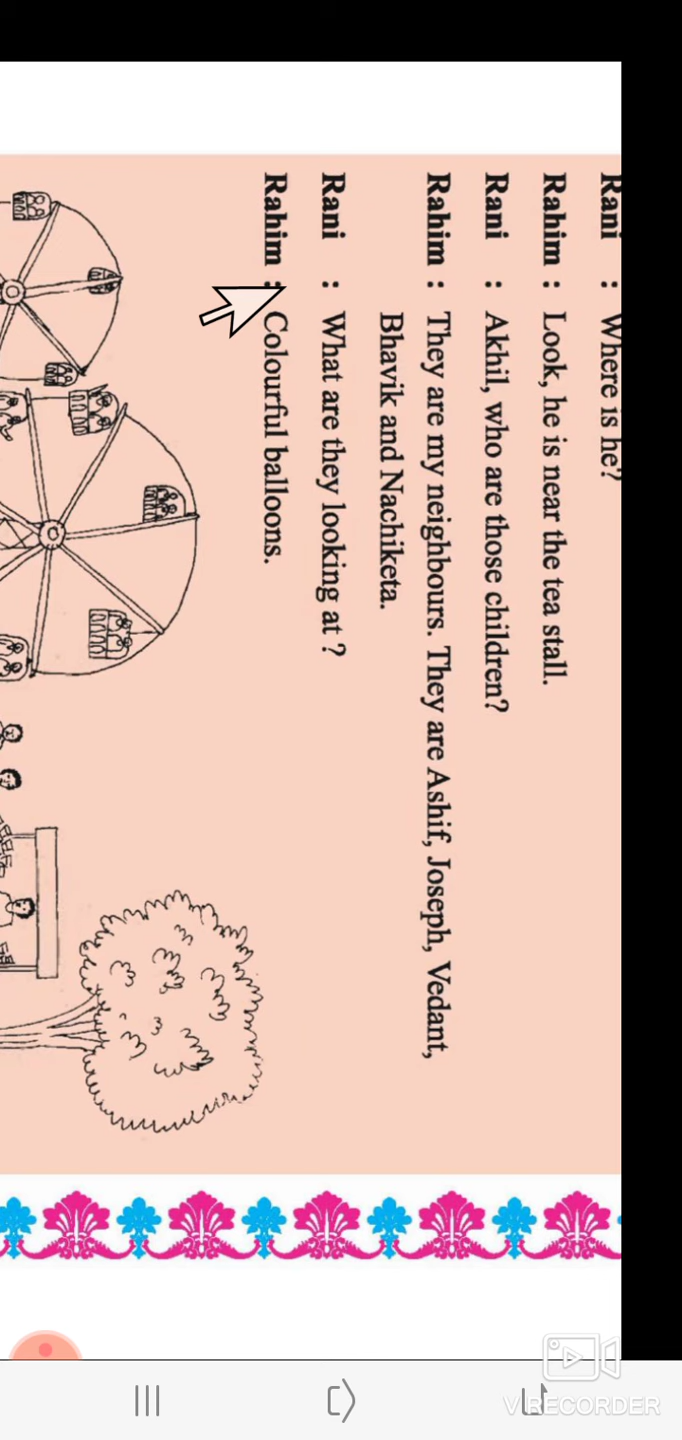 Rani : Where is he?
Rahim : Look, he is near the tea stall.
Rani : Akhil, who are those children?
Rahim : They are my neighbours. They are Ashif, Joseph, Vedant,
Bhavik and Nachiketa.
Rani : What are they looking at ?
Rahim : Colourful balloons.
V RECORDER